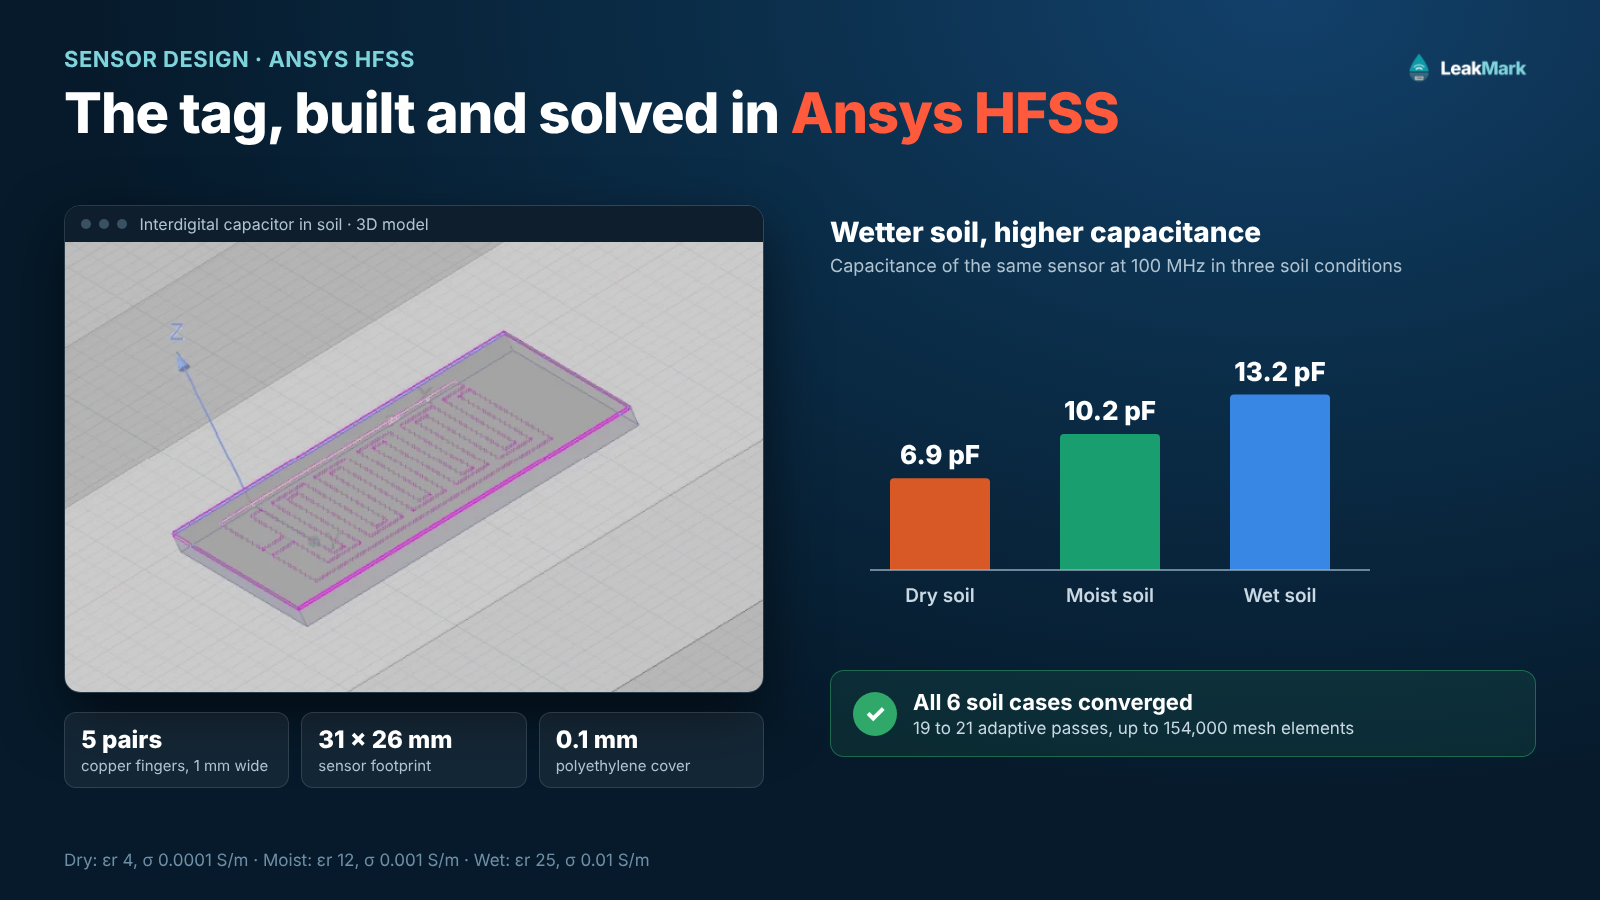 SENSOR DESIGN · ANSYS HFSS
LeakMark
The tag, built and solved in Ansys HFSS
Interdigital capacitor in soil · 3D model
Z
5 pairs
copper fingers, 1 mm wide
31 × 26 mm
sensor footprint
0.1 mm
polyethylene cover
Wetter soil, higher capacitance
Capacitance of the same sensor at 100 MHz in three soil conditions
6.9 pF
10.2 pF
13.2 pF
Dry soil
Moist soil
Wet soil
All 6 soil cases converged
19 to 21 adaptive passes, up to 154,000 mesh elements
Dry: εr 4, σ 0.0001 S/m · Moist: εr 12, σ 0.001 S/m · Wet: εr 25, σ 0.01 S/m